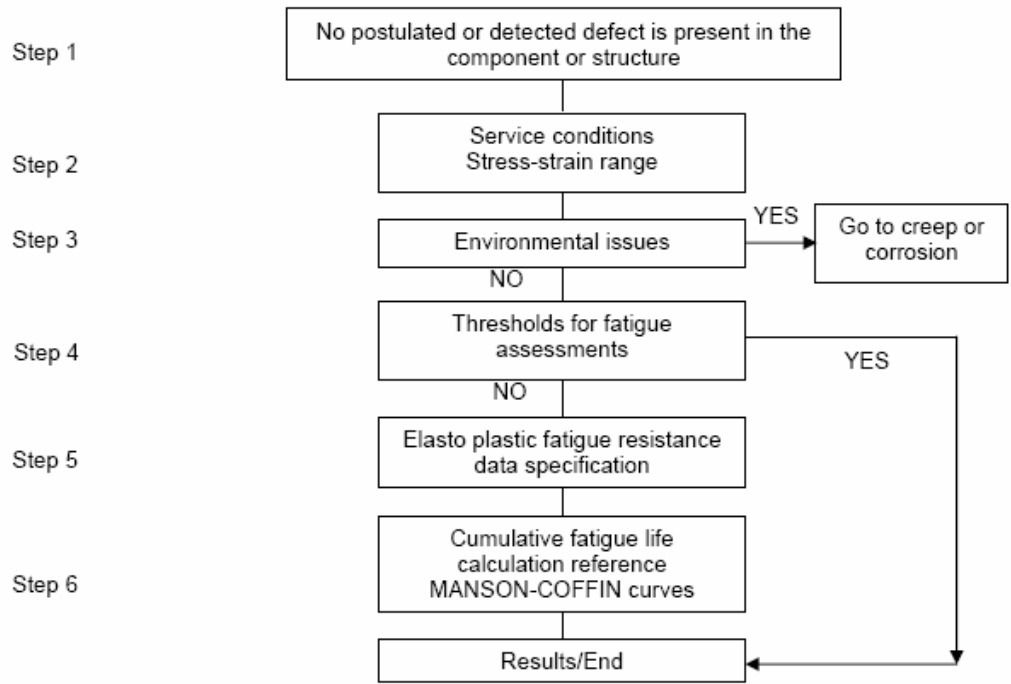 Step 1
No postulated or detected defect is present in the
component or structure
Step 2
Service conditions
Stress-strain range
Step 3
Environmental issues
YES
Go to creep or
corrosion
NO
Step 4
Thresholds for fatigue
assessments
YES
NO
Step 5
Elasto plastic fatigue resistance
data specification
Step 6
Cumulative fatigue life
calculation reference
MANSON-COFFIN curves
Results/End